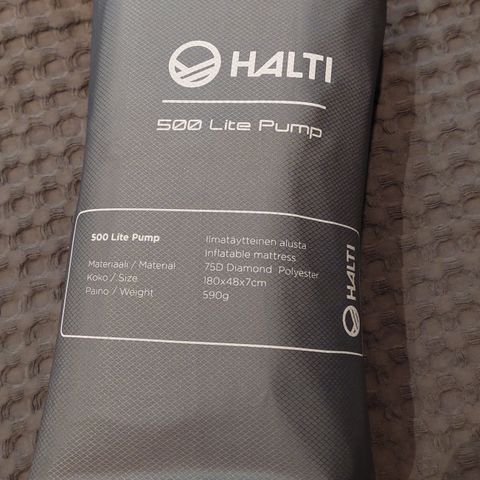 HALTI
500 Lite Pump
500 Lite Pump
Ilmatäytteinen alusta
Inflatable mattress
Materiaali / Material 75D Diamond Polyester
Koko / Size 180x48x7cm
Paino / Weight 590g
HALTI